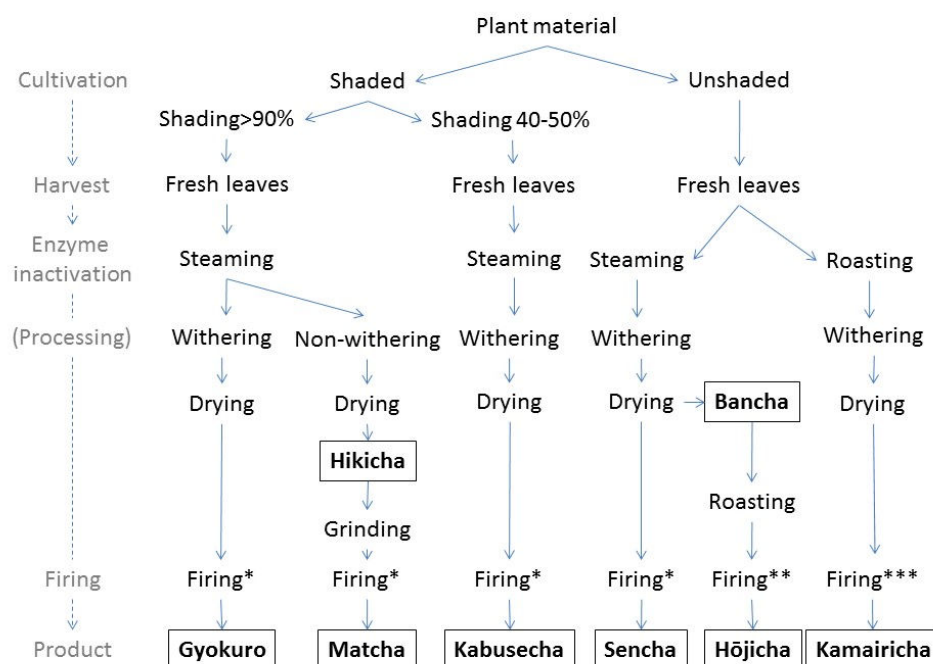 Plant material
Cultivation Shaded Unshaded
Shading>90% Shading 40-50%
Harvest Fresh leaves Fresh leaves Fresh leaves
Enzyme
inactivation Steaming Steaming Steaming Roasting
(Processing) Withering Non-withering Withering Withering Withering
Drying Drying Drying Drying Bancha Drying
Hikicha
Roasting
Grinding
Firing Firing* Firing* Firing* Firing* Firing** Firing***
Product Gyokuro Matcha Kabusecha Sencha Hōjicha Kamairicha